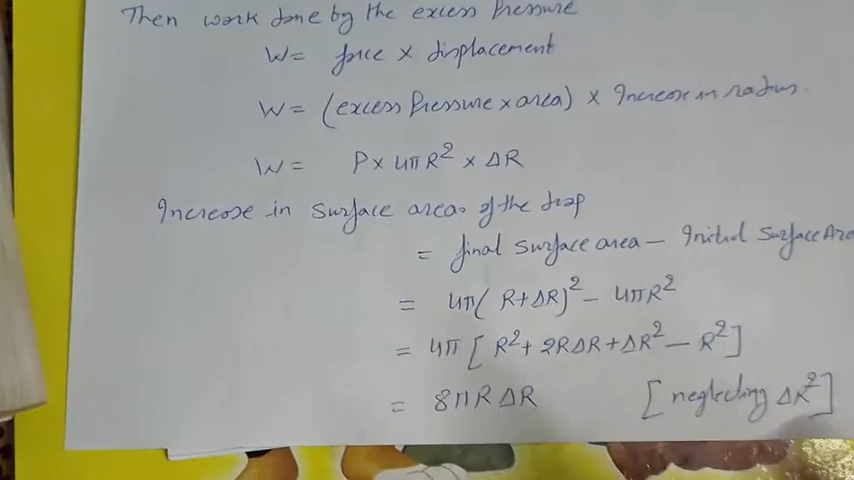 Then work done by the excess Pressure
W = force × displacement
W = (excess Pressure × area) × Increase in radius.
W = P × 4πR² × ΔR
Increase in surface area of the drop
= final surface area – Initial Surface Area
= 4π( R+ΔR)² – 4πR²
= 4π [ R² + 2RΔR + ΔR² – R² ]
= 8πR ΔR [ neglecting ΔR² ]